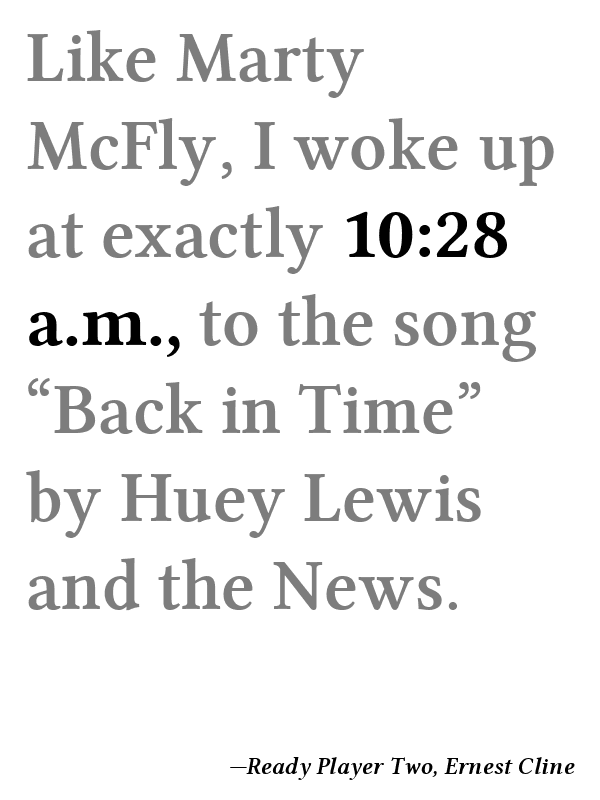 Like Marty
McFly, I woke up
at exactly 10:28
a.m., to the song
“Back in Time”
by Huey Lewis
and the News.
—Ready Player Two, Ernest Cline